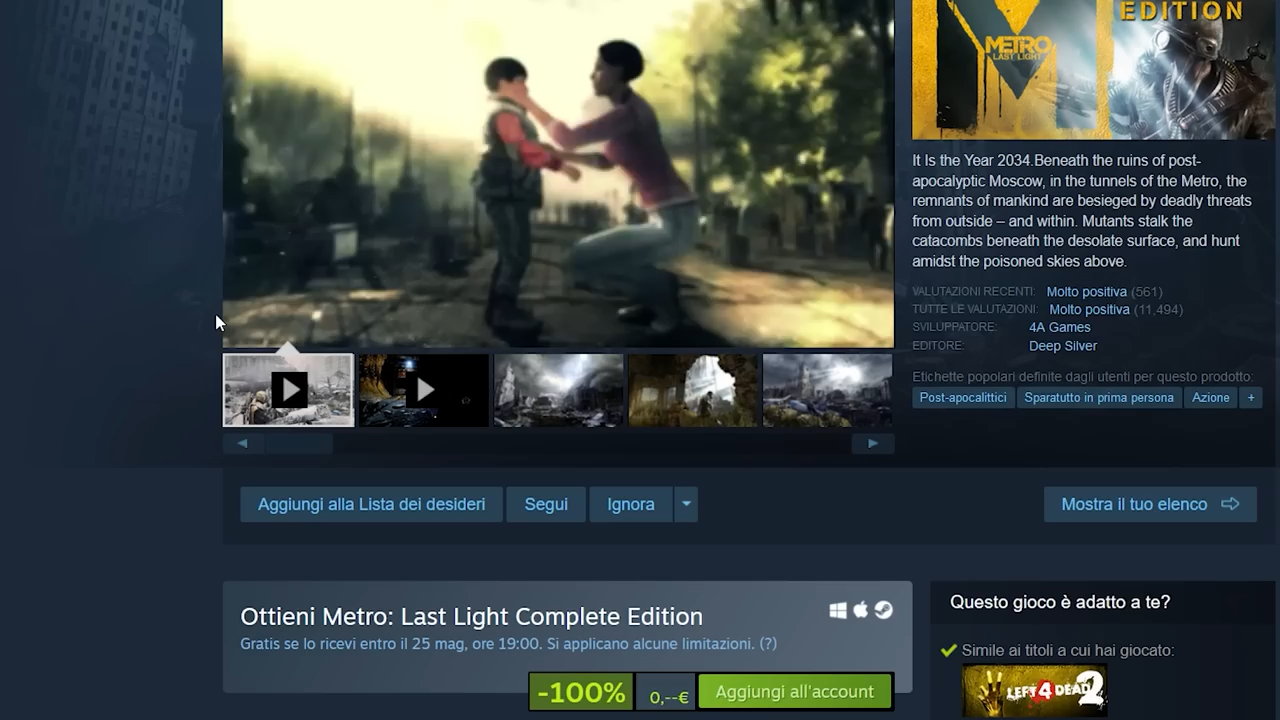 EDITION
METRO
LAST LIGHT
It Is the Year 2034.Beneath the ruins of post-
apocalyptic Moscow, in the tunnels of the Metro, the
remnants of mankind are besieged by deadly threats
from outside – and within. Mutants stalk the
catacombs beneath the desolate surface, and hunt
amidst the poisoned skies above.
VALUTAZIONI RECENTI: Molto positiva (561)
TUTTE LE VALUTAZIONI: Molto positiva (11,494)
SVILUPPATORE: 4A Games
EDITORE: Deep Silver
Etichette popolari definite dagli utenti per questo prodotto:
Post-apocalittici Sparatutto in prima persona Azione +
Aggiungi alla Lista dei desideri Segui Ignora Mostra il tuo elenco
Ottieni Metro: Last Light Complete Edition
Gratis se lo ricevi entro il 25 mag, ore 19:00. Si applicano alcune limitazioni. (?)
-100% 0,--€ Aggiungi all'account
Questo gioco è adatto a te?
Simile ai titoli a cui hai giocato:
LEFT 4 DEAD 2